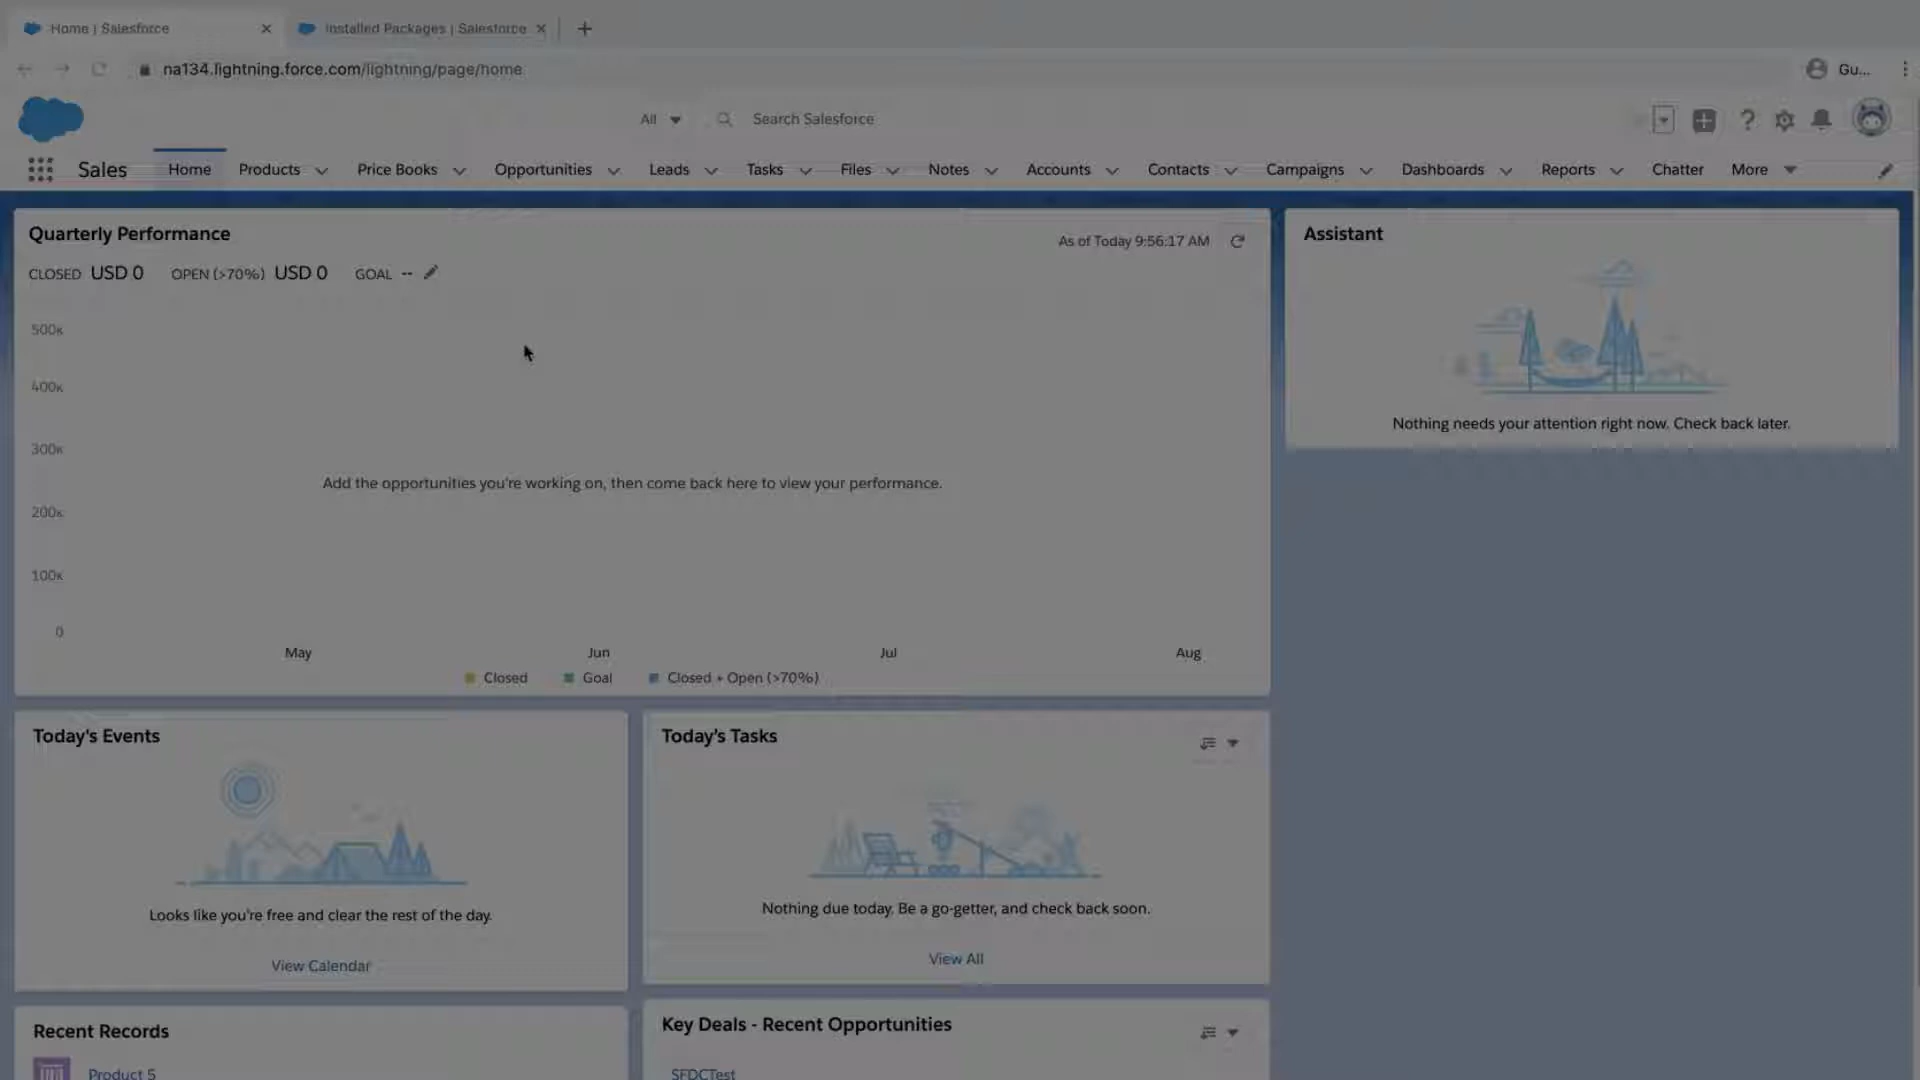 Home | Salesforce
Installed Packages | Salesforce
na134.lightning.force.com/lightning/page/home
Gu...
All
Search Salesforce
Sales
Home
Products
Price Books
Opportunities
Leads
Tasks
Files
Notes
Accounts
Contacts
Campaigns
Dashboards
Reports
Chatter
More
Quarterly Performance
As of Today 9:56:17 AM
CLOSED USD 0 OPEN (>70%) USD 0 GOAL --
500K
400K
300K
200K
100K
0
Add the opportunities you're working on, then come back here to view your performance.
May
Jun
Jul
Aug
Closed
Goal
Closed + Open (>70%)
Assistant
Nothing needs your attention right now. Check back later.
Today's Events
Looks like you're free and clear the rest of the day.
View Calendar
Today's Tasks
Nothing due today. Be a go-getter, and check back soon.
View All
Recent Records
Product 5
Key Deals - Recent Opportunities
SFDCTest